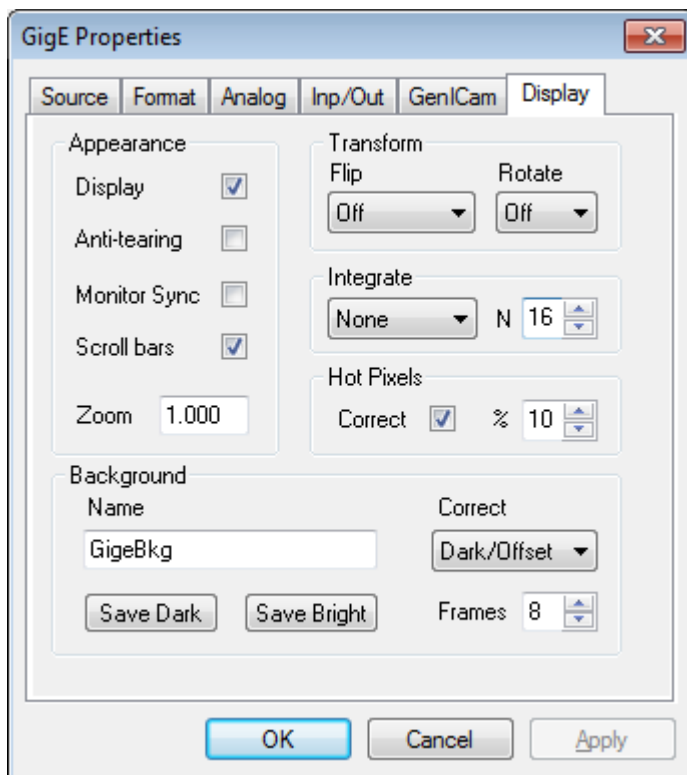 GigE Properties
Source Format Analog Inp/Out GenICam Display
Appearance
Display
Anti-tearing
Monitor Sync
Scroll bars
Zoom 1.000
Transform
Flip Rotate
Off Off
Integrate
None N 16
Hot Pixels
Correct % 10
Background
Name Correct
GigeBkg Dark/Offset
Save Dark Save Bright Frames 8
OK Cancel Apply